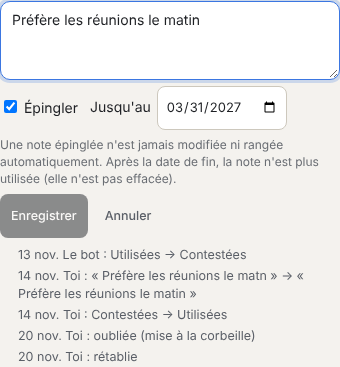 Préfère les réunions le matin
Épingler Jusqu'au 03/31/2027
Une note épinglée n'est jamais modifiée ni rangée
automatiquement. Après la date de fin, la note n'est plus
utilisée (elle n'est pas effacée).
Enregistrer Annuler
13 nov. Le bot : Utilisées → Contestées
14 nov. Toi : « Préfère les réunions le matn » → «
Préfère les réunions le matin »
14 nov. Toi : Contestées → Utilisées
20 nov. Toi : oubliée (mise à la corbeille)
20 nov. Toi : rétablie